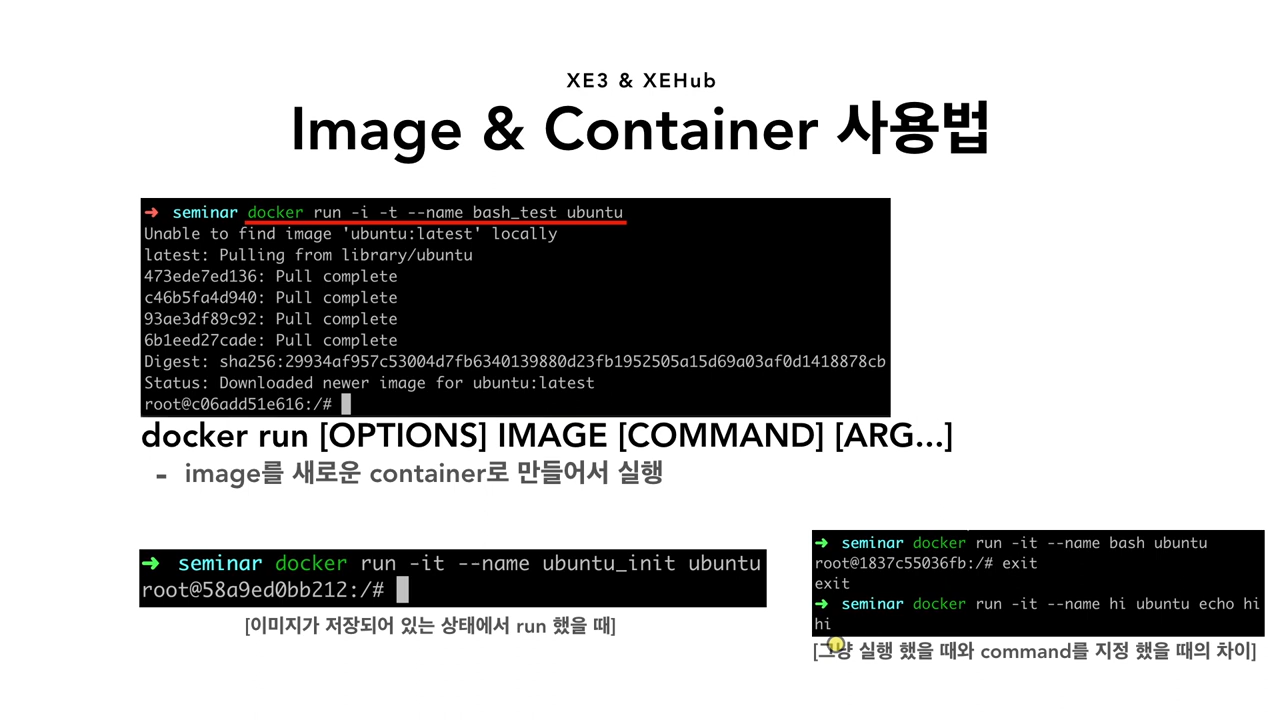 XE3 & XEHub
Image & Container 사용법
➜ seminar docker run -i -t --name bash_test ubuntu
Unable to find image 'ubuntu:latest' locally
latest: Pulling from library/ubuntu
473ede7ed136: Pull complete
c46b5fa4d940: Pull complete
93ae3df89c92: Pull complete
6b1eed27cade: Pull complete
Digest: sha256:29934af957c53004d7fb6340139880d23fb1952505a15d69a03af0d1418878cb
Status: Downloaded newer image for ubuntu:latest
root@c06add51e616:/#
docker run [OPTIONS] IMAGE [COMMAND] [ARG...]
- image를 새로운 container로 만들어서 실행
➜ seminar docker run -it --name ubuntu_init ubuntu
root@58a9ed0bb212:/#
[이미지가 저장되어 있는 상태에서 run 했을 때]
➜ seminar docker run -it --name bash ubuntu
root@1837c55036fb:/# exit
exit
➜ seminar docker run -it --name hi ubuntu echo hi
hi
[그냥 실행 했을 때와 command를 지정 했을 때의 차이]